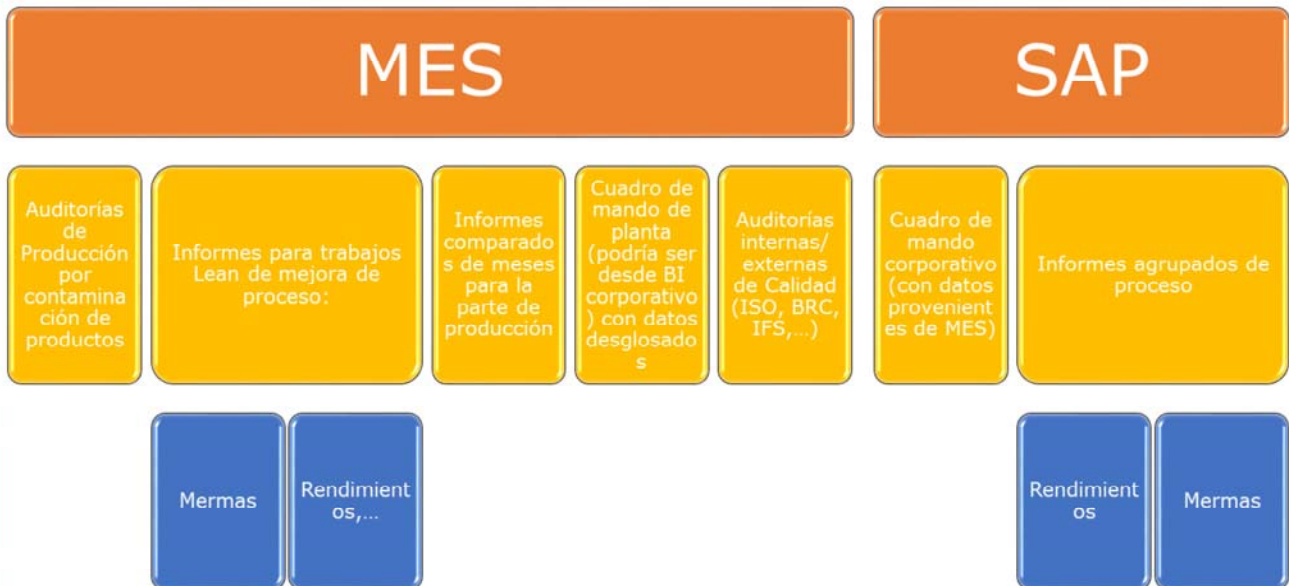 MES
SAP
Auditorías
de
Producción
por
contamina
ción de
productos
Informes para trabajos
Lean de mejora de
proceso:
Informes
comparado
s de meses
para la
parte de
producción
Cuadro de
mando de
planta
(podría ser
desde BI
corporativo
) con datos
desglosado
s
Auditorías
internas/
externas
de Calidad
(ISO, BRC,
IFS,...)
Cuadro de
mando
corporativo
(con datos
provenient
es de MES)
Informes agrupados de
proceso
Mermas
Rendimient
os,...
Rendimient
os
Mermas